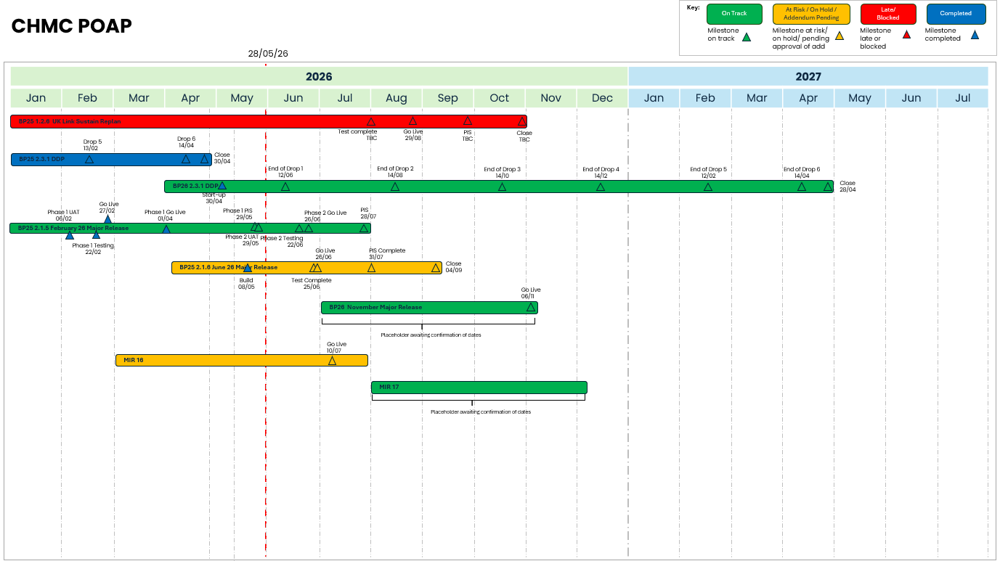 CHMC POAP
Key:
On Track
At Risk / On Hold /
Addendum Pending
Late/
Blocked
Completed
Milestone
on track
Milestone at risk/
on hold/ pending
approval of add
Milestone
late or
blocked
Milestone
completed
28/05/26
2026
2027
Jan
Feb
Mar
Apr
May
Jun
Jul
Aug
Sep
Oct
Nov
Dec
Jan
Feb
Mar
Apr
May
Jun
Jul
BP25 1.2.6 UK Link Sustain Replan
Test complete
TBC
Go Live
29/08
PIS
TBC
Close
TBC
Drop 5
13/02
Drop 6
14/04
BP25 2.3.1 DDP
Close
30/04
End of Drop 1
12/06
End of Drop 2
14/08
End of Drop 3
14/10
End of Drop 4
14/12
End of Drop 5
12/02
End of Drop 6
14/04
BP26 2.3.1 DDP
Close
28/04
Start-up
30/04
Phase 1 UAT
06/02
Go Live
27/02
Phase 1 Go Live
01/04
Phase 1 PIS
29/05
Phase 2 Go Live
26/06
PIS
28/07
BP25 2.1.5 February 26 Major Release
Phase 1 Testing
22/02
Phase 2 UAT
29/05
Phase 2 Testing
22/06
Go Live
26/06
PIS Complete
31/07
BP25 2.1.6 June 26 Major Release
Close
04/09
Build
08/05
Test Complete
25/06
Go Live
06/11
BP26 November Major Release
Placeholder awaiting confirmation of dates
Go Live
10/07
MIR 16
MIR 17
Placeholder awaiting confirmation of dates